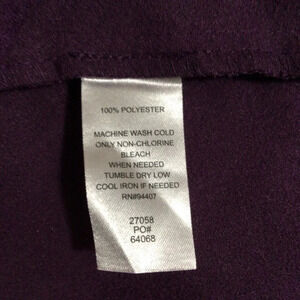 100% POLYESTER
MACHINE WASH COLD
ONLY NON-CHLORINE
BLEACH
WHEN NEEDED
TUMBLE DRY LOW
COOL IRON IF NEEDED
RN#94407
27058
PO#
64068